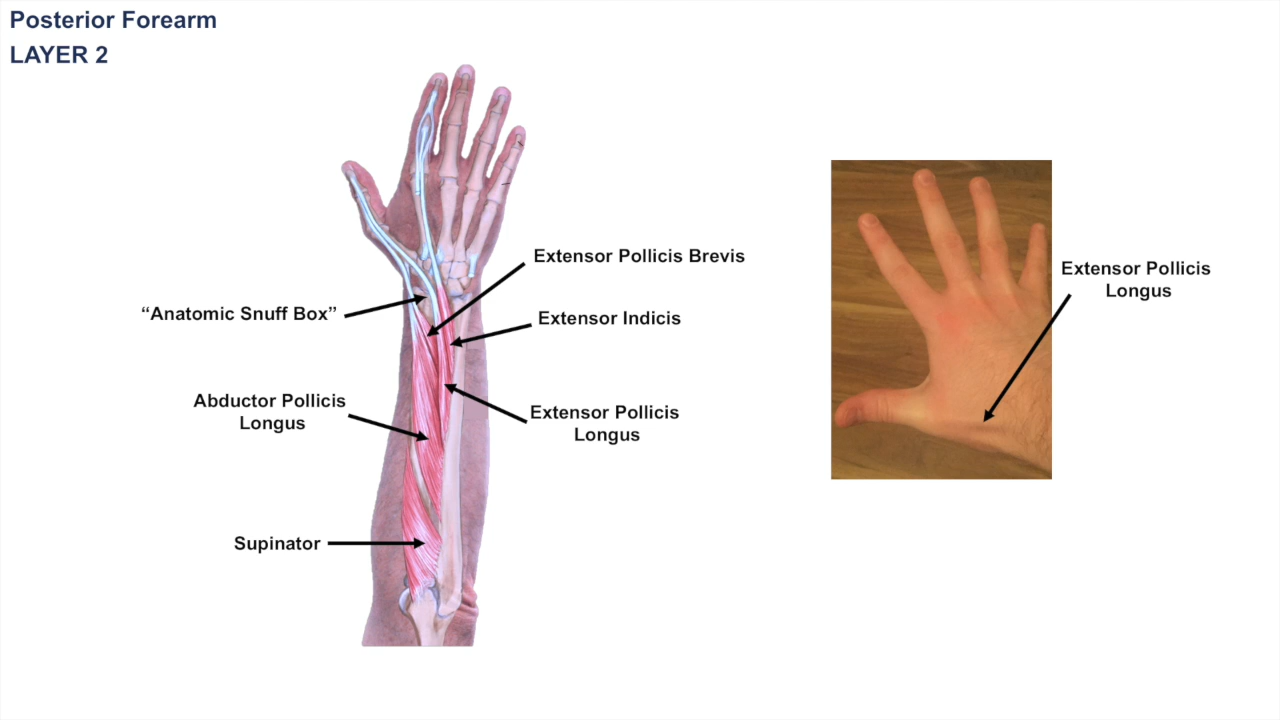 Posterior Forearm
LAYER 2
Extensor Pollicis Brevis
“Anatomic Snuff Box”
Extensor Indicis
Abductor Pollicis
Longus
Extensor Pollicis
Longus
Supinator
Extensor Pollicis
Longus